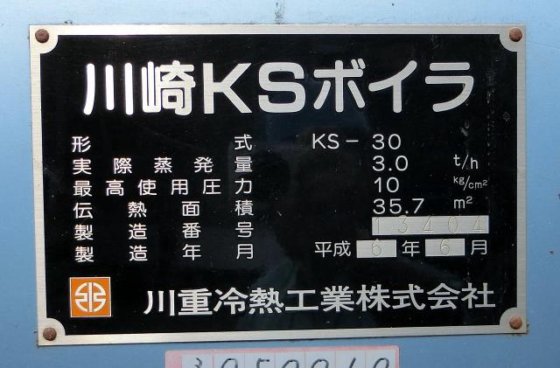 川崎KSボイラ
形式 KS-30
実際蒸発量 3.0 t/h
最高使用圧力 10 kg/cm²
伝熱面積 35.7 m²
製造番号 13404
製造年月 平成6年6月
川重冷熱工業株式会社